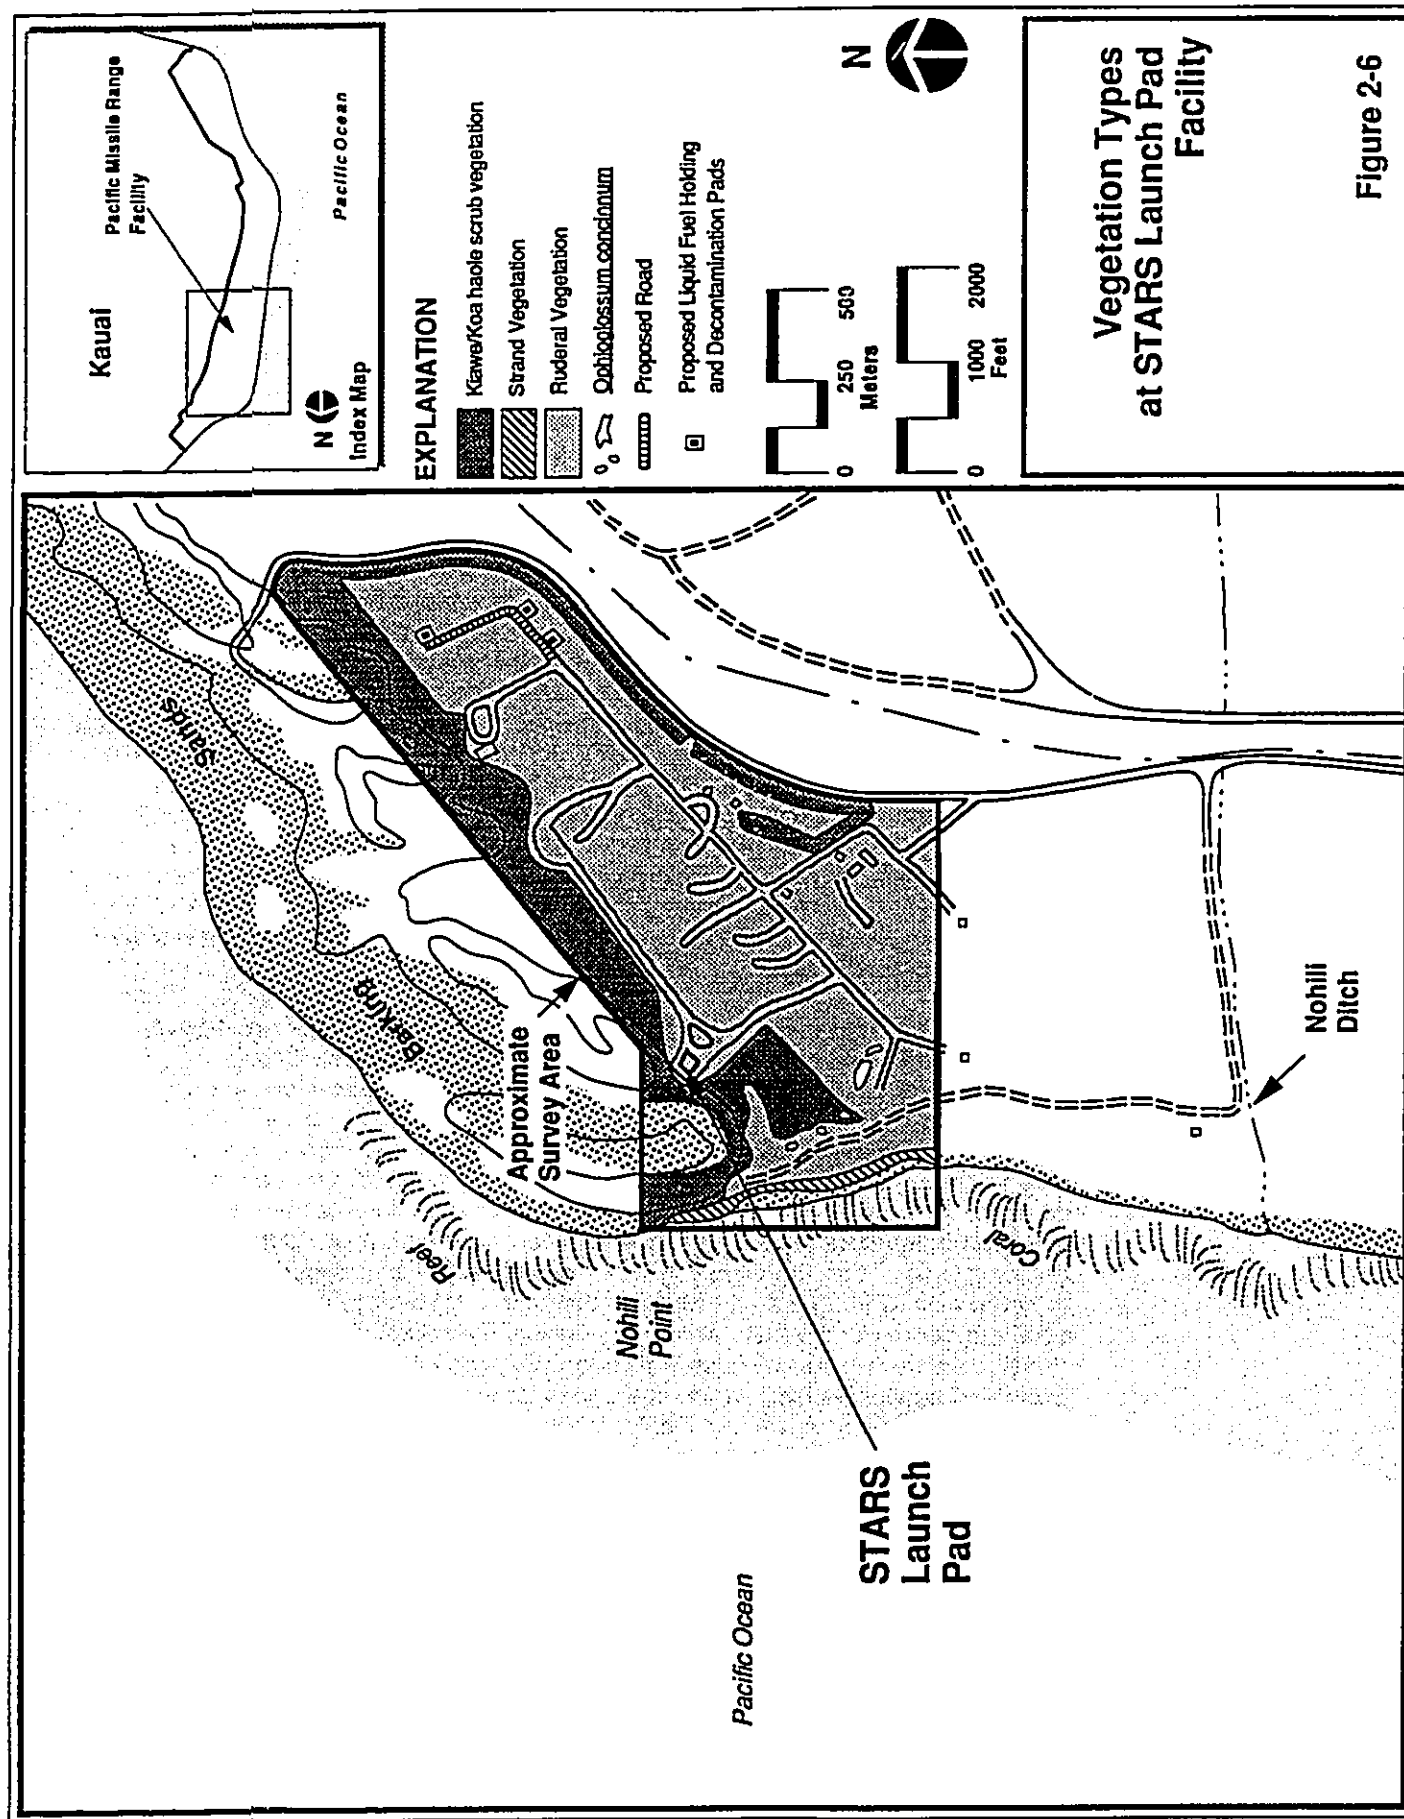 Sands
Barking
Approximate
Survey Area
Reef
Nohili
Point
Coral
STARS
Launch
Pad
Pacific Ocean
Nohili
Ditch
Kauai
Pacific Missile Range
Facility
Pacific Ocean
N
Index Map
EXPLANATION
Kiawe/Koa haole scrub vegetation
Strand Vegetation
Ruderal Vegetation
Ophioglossum concinnum
Proposed Road
Proposed Liquid Fuel Holding
and Decontamination Pads
0 250 500
Meters
0 1000 2000
Feet
N
Vegetation Types
at STARS Launch Pad
Facility
Figure 2-6